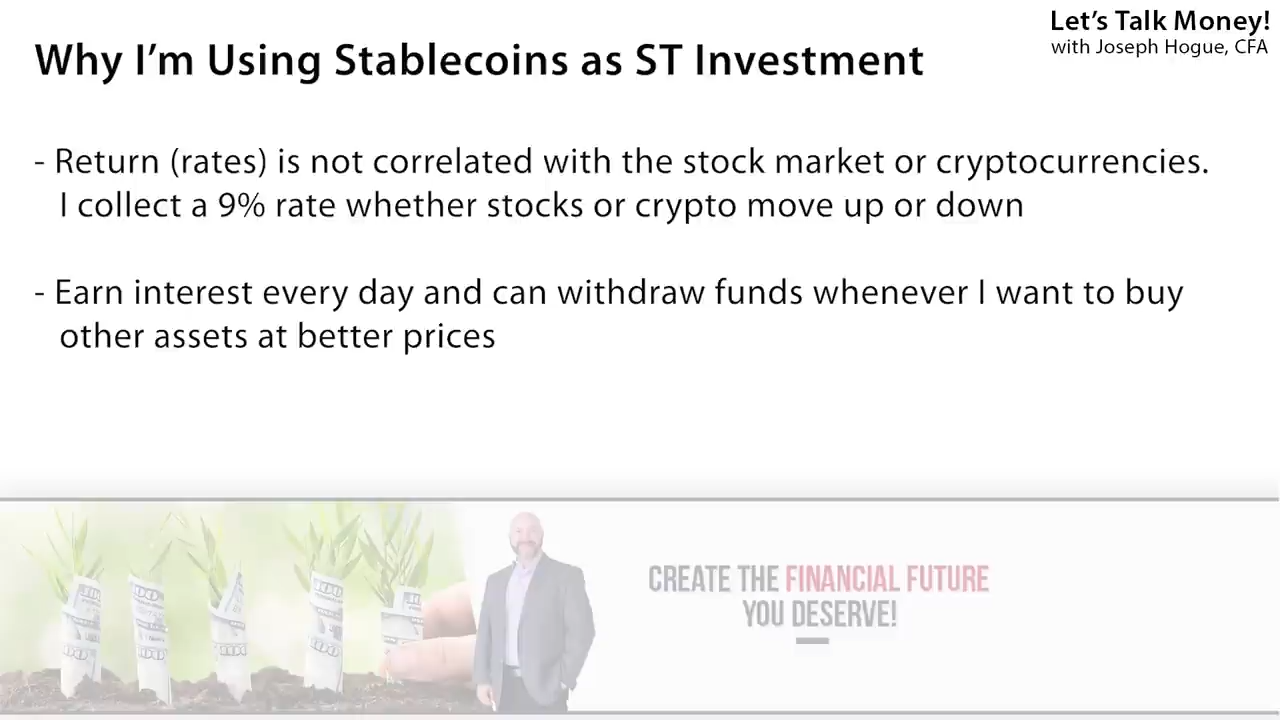 Let's Talk Money!
with Joseph Hogue, CFA
Why I'm Using Stablecoins as ST Investment
- Return (rates) is not correlated with the stock market or cryptocurrencies.
I collect a 9% rate whether stocks or crypto move up or down
- Earn interest every day and can withdraw funds whenever I want to buy
other assets at better prices
CREATE THE FINANCIAL FUTURE
YOU DESERVE!